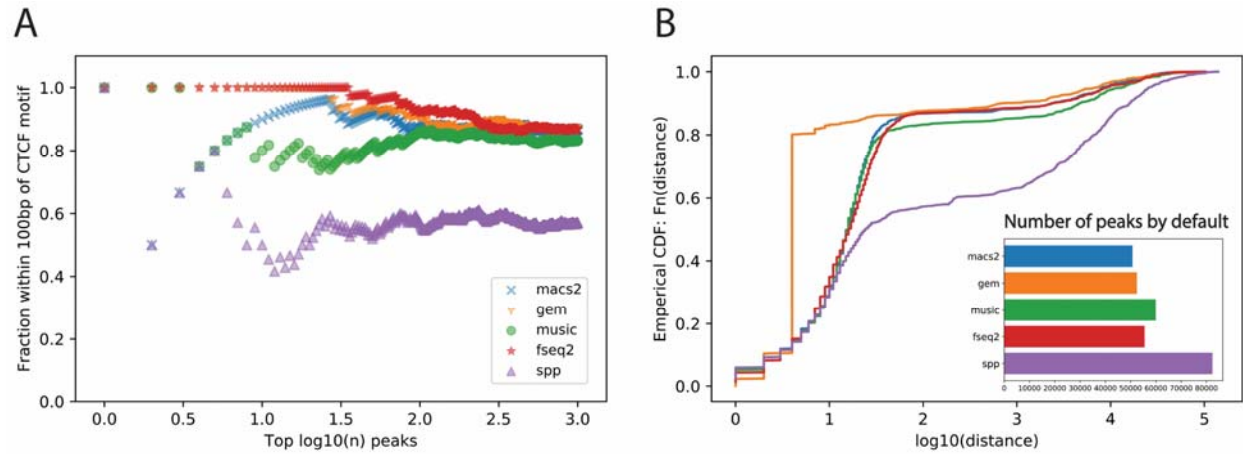 A
Fraction within 100bp of CTCF motif
1.0
0.8
0.6
0.4
0.2
0.0
macs2
gem
music
fseq2
spp
0.0 0.5 1.0 1.5 2.0 2.5 3.0
Top log10(n) peaks
B
Emperical CDF: Fn(distance)
1.0
0.8
0.6
0.4
0.2
0.0
Number of peaks by default
macs2
gem
music
fseq2
spp
0 10000 20000 30000 40000 50000 60000 70000 80000
0 1 2 3 4 5
log10(distance)